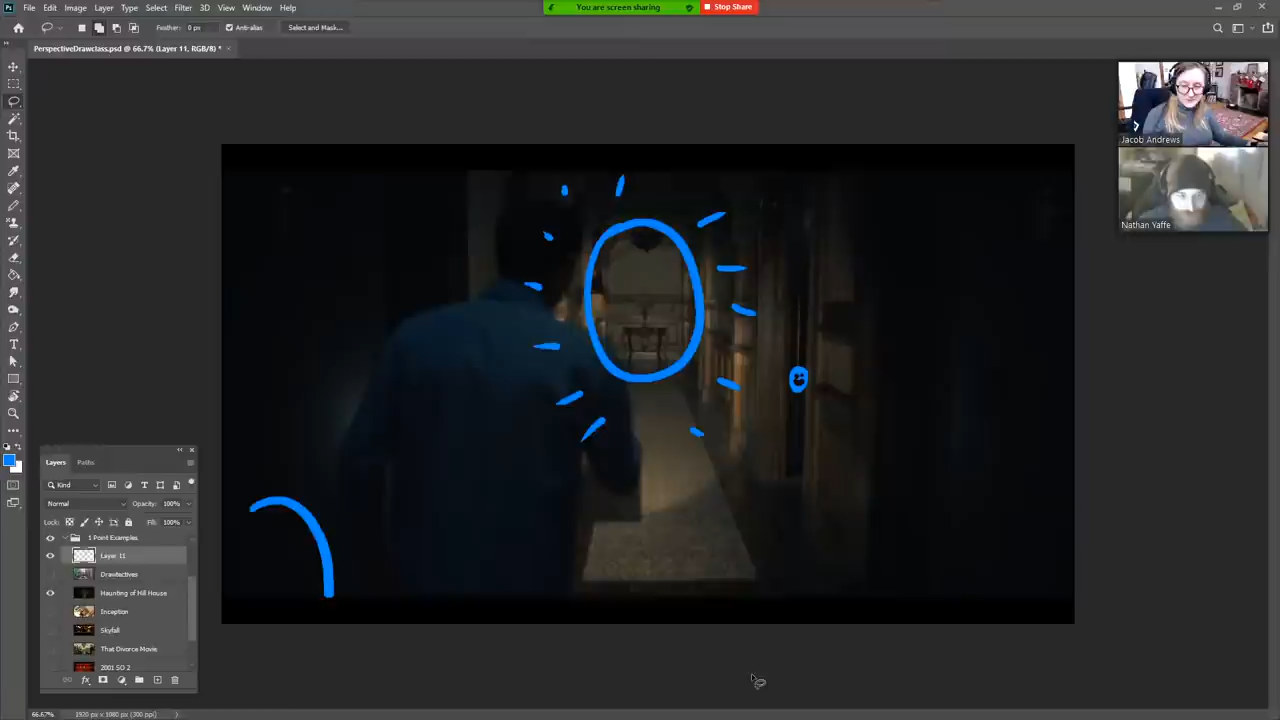 Ps File Edit Image Layer Type Select Filter 3D View Window Help
You are screen sharing Stop Share
Feather: 0 px Anti-alias Select and Mask...
PerspectiveDrawclass.psd @ 66.7% (Layer 11, RGB/8) *
Jacob Andrews
Nathan Yaffe
Layers Paths
Kind
Normal Opacity: 100%
Lock: Fill: 100%
1 Point Examples
Layer 11
Drawtectives
Haunting of Hill House
Inception
Skyfall
That Divorce Movie
2001 SO 2
66.67% 1920 px x 1080 px (300 ppi)